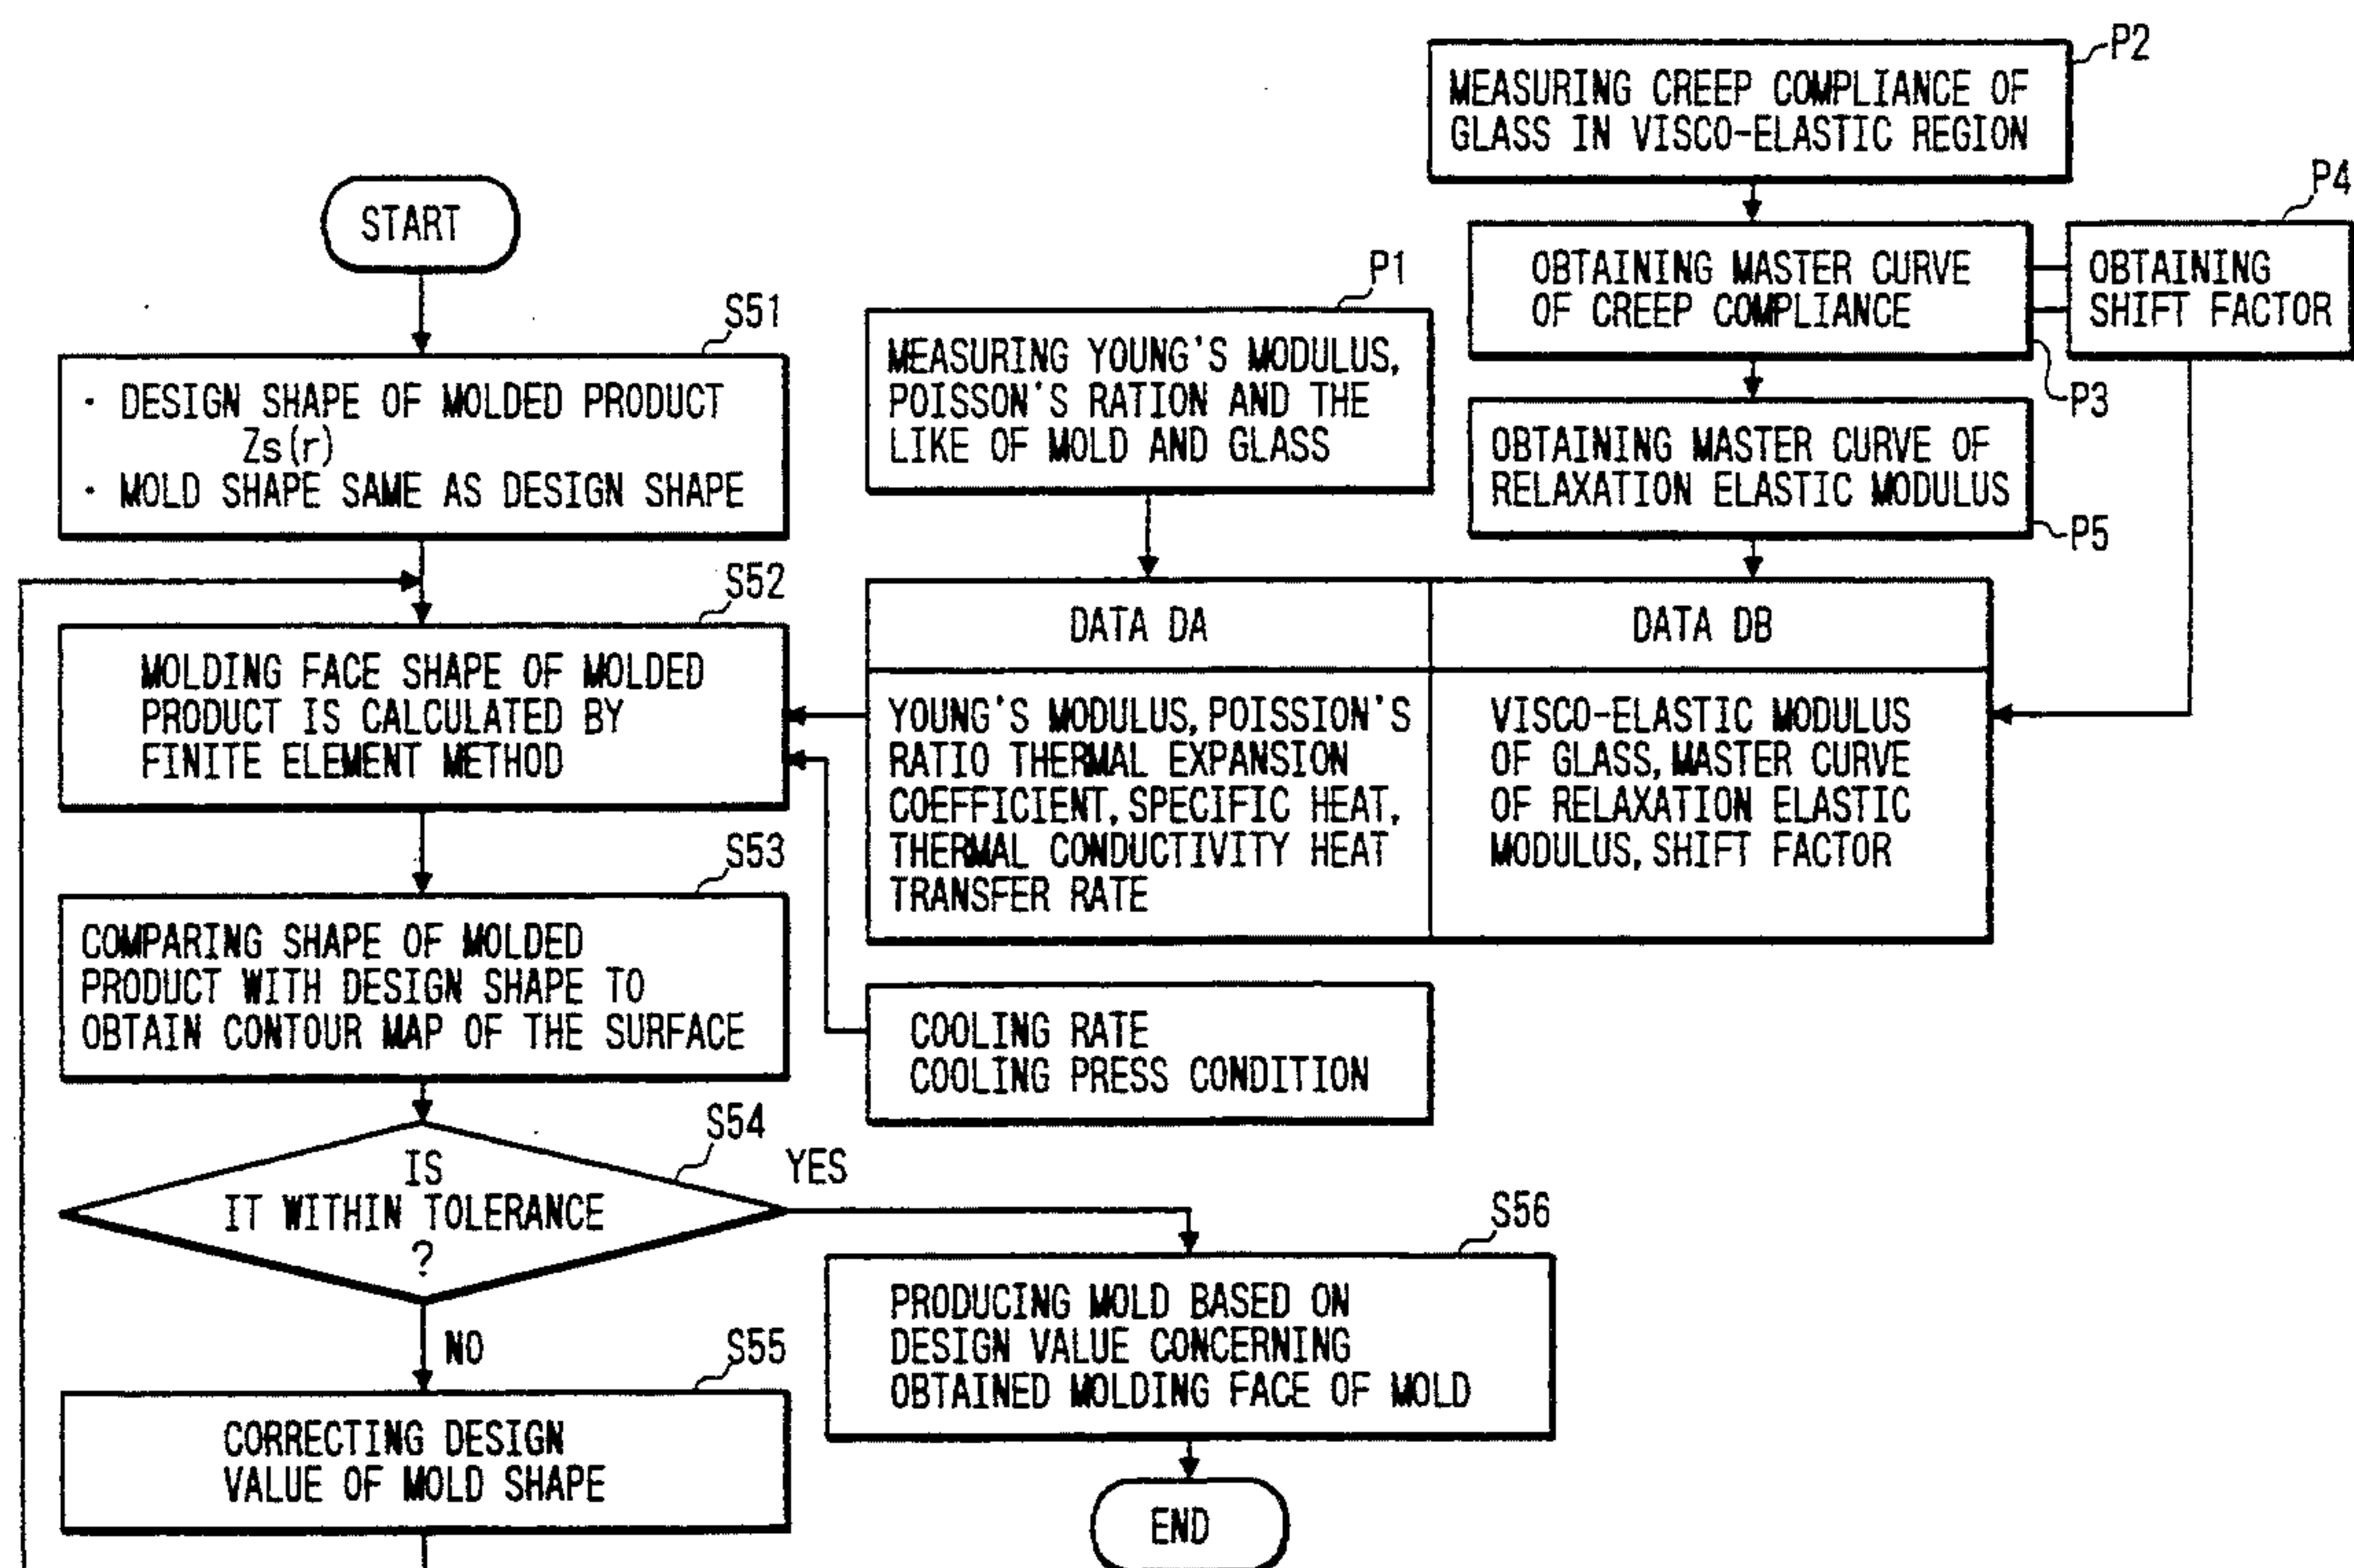 START
S51
· DESIGN SHAPE OF MOLDED PRODUCT
Zs(r)
· MOLD SHAPE SAME AS DESIGN SHAPE
S52
MOLDING FACE SHAPE OF MOLDED
PRODUCT IS CALCULATED BY
FINITE ELEMENT METHOD
S53
COMPARING SHAPE OF MOLDED
PRODUCT WITH DESIGN SHAPE TO
OBTAIN CONTOUR MAP OF THE SURFACE
S54
IS
IT WITHIN TOLERANCE
?
YES
NO
S55
CORRECTING DESIGN
VALUE OF MOLD SHAPE
S56
PRODUCING MOLD BASED ON
DESIGN VALUE CONCERNING
OBTAINED MOLDING FACE OF MOLD
END
P1
MEASURING YOUNG'S MODULUS,
POISSON'S RATION AND THE
LIKE OF MOLD AND GLASS
P2
MEASURING CREEP COMPLIANCE OF
GLASS IN VISCO-ELASTIC REGION
OBTAINING MASTER CURVE
OF CREEP COMPLIANCE
P3
P4
OBTAINING
SHIFT FACTOR
OBTAINING MASTER CURVE OF
RELAXATION ELASTIC MODULUS
P5
DATA DA
YOUNG'S MODULUS, POISSION'S
RATIO THERMAL EXPANSION
COEFFICIENT, SPECIFIC HEAT,
THERMAL CONDUCTIVITY HEAT
TRANSFER RATE
DATA DB
VISCO-ELASTIC MODULUS
OF GLASS, MASTER CURVE
OF RELAXATION ELASTIC
MODULUS, SHIFT FACTOR
COOLING RATE
COOLING PRESS CONDITION